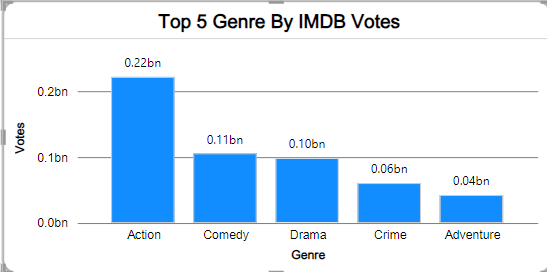 Top 5 Genre By IMDB Votes
0.22bn
0.2bn
0.11bn
0.10bn
0.1bn
0.06bn
0.04bn
0.0bn
Votes
Action Comedy Drama Crime Adventure
Genre